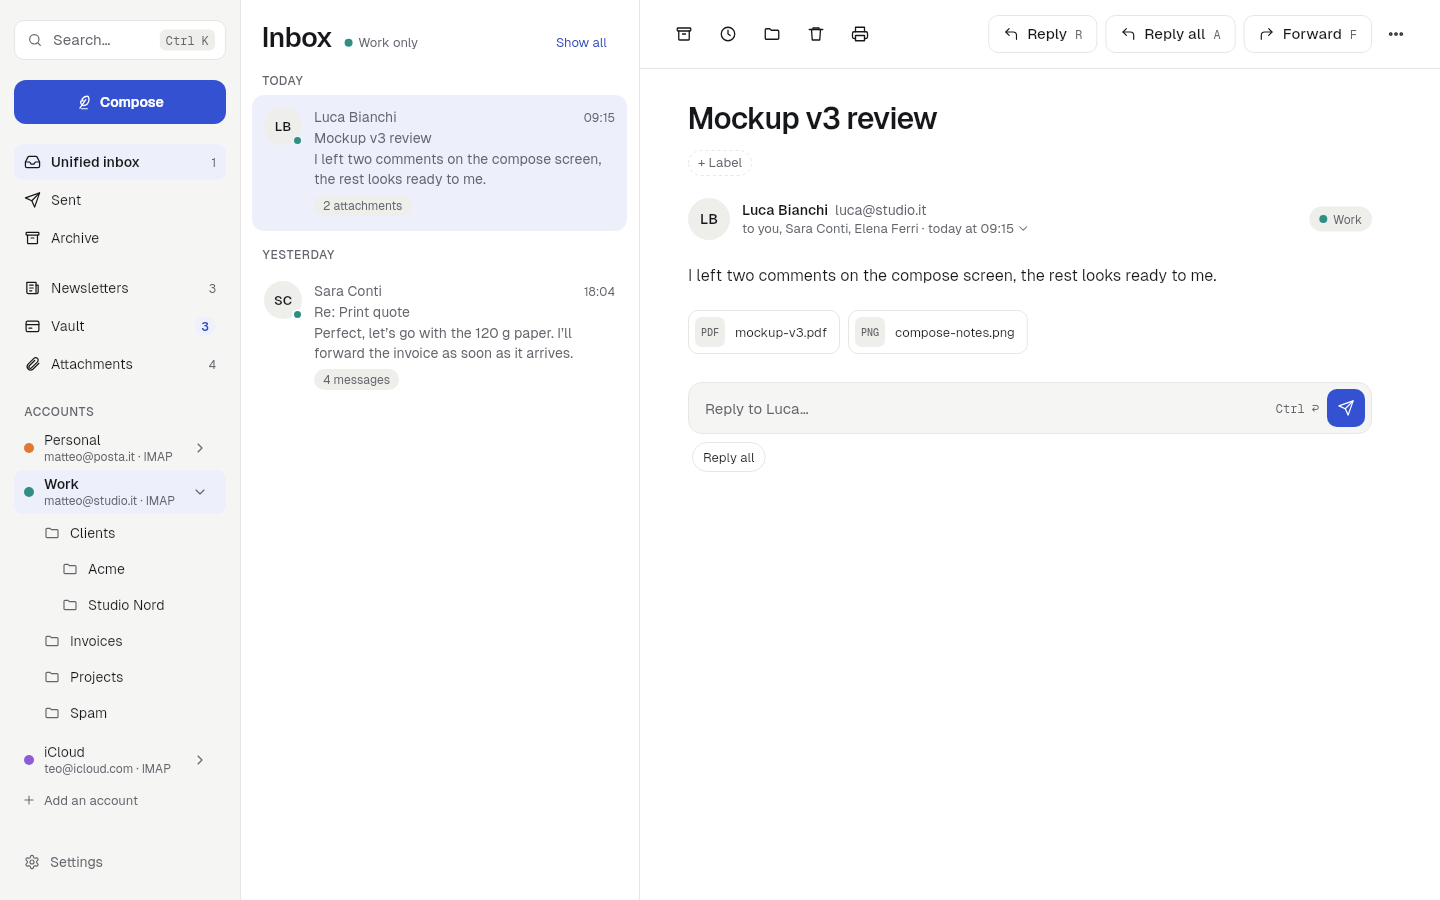 Search...
Ctrl K
Compose
Unified inbox 1
Sent
Archive
Newsletters 3
Vault 3
Attachments 4
ACCOUNTS
Personal
matteo@posta.it · IMAP
Work
matteo@studio.it · IMAP
Clients
Acme
Studio Nord
Invoices
Projects
Spam
iCloud
teo@icloud.com · IMAP
Add an account
Settings
Inbox
Work only
Show all
TODAY
LB
Luca Bianchi 09:15
Mockup v3 review
I left two comments on the compose screen,
the rest looks ready to me.
2 attachments
YESTERDAY
SC
Sara Conti 18:04
Re: Print quote
Perfect, let's go with the 120 g paper. I'll
forward the invoice as soon as it arrives.
4 messages
Reply R
Reply all A
Forward F
Mockup v3 review
+ Label
LB
Luca Bianchi luca@studio.it
to you, Sara Conti, Elena Ferri · today at 09:15
Work
I left two comments on the compose screen, the rest looks ready to me.
PDF mockup-v3.pdf
PNG compose-notes.png
Reply to Luca...
Ctrl ↵
Reply all